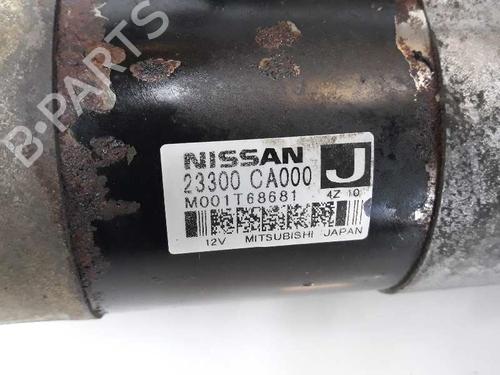 B-PARTS
NISSAN J
23300 CA000
M001T68681 4Z 10
12V MITSUBISHI JAPAN